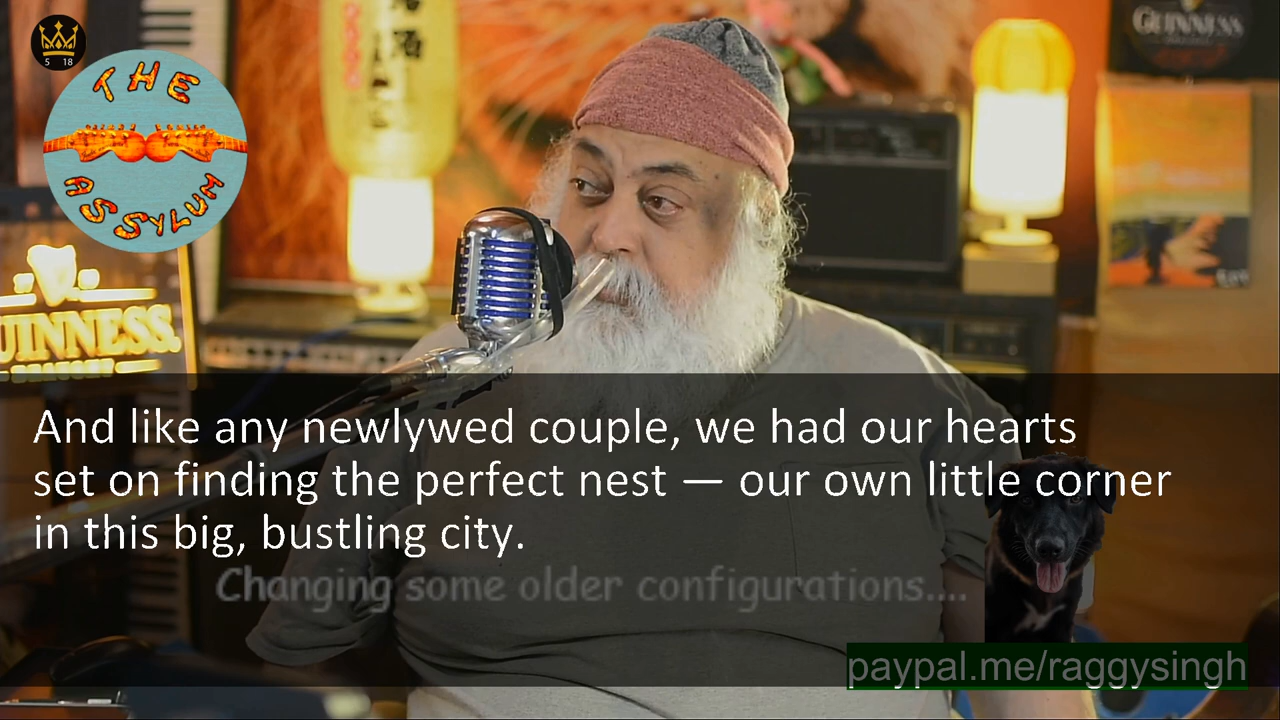 5 18
THE
ASSYLUM
GUINNESS
UINNESS.
DRAUGHT
And like any newlywed couple, we had our hearts
set on finding the perfect nest — our own little corner
in this big, bustling city.
Changing some older configurations....
paypal.me/raggysingh